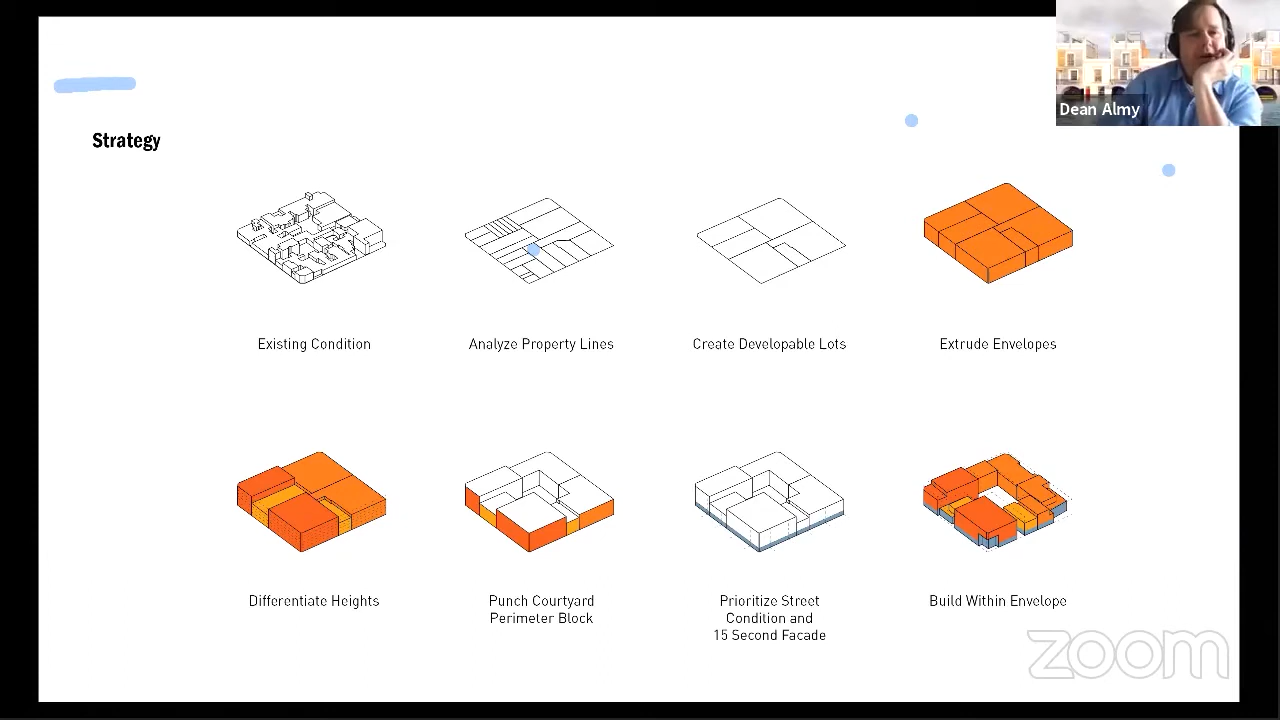 Dean Almy
Strategy
Existing Condition
Analyze Property Lines
Create Developable Lots
Extrude Envelopes
Differentiate Heights
Punch Courtyard
Perimeter Block
Prioritize Street
Condition and
15 Second Facade
Build Within Envelope
zoom